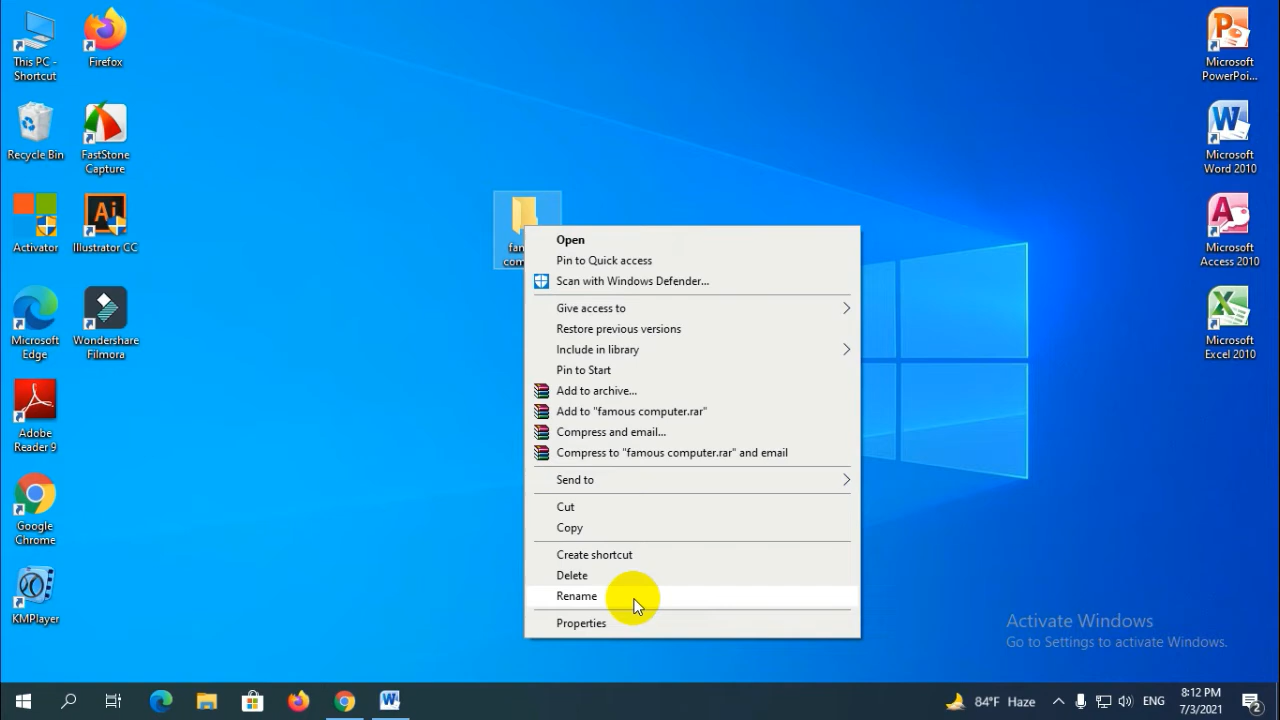 This PC -
Shortcut
Firefox
Recycle Bin
FastStone
Capture
Activator
Illustrator CC
Microsoft
Edge
Wondershare
Filmora
Adobe
Reader 9
Google
Chrome
KMPlayer
Open
Pin to Quick access
Scan with Windows Defender...
Give access to
Restore previous versions
Include in library
Pin to Start
Add to archive...
Add to "famous computer.rar"
Compress and email...
Compress to "famous computer.rar" and email
Send to
Cut
Copy
Create shortcut
Delete
Rename
Properties
Microsoft
PowerPoi...
Microsoft
Word 2010
Microsoft
Access 2010
Microsoft
Excel 2010
Activate Windows
Go to Settings to activate Windows.
84°F Haze
ENG
8:12 PM
7/3/2021
2